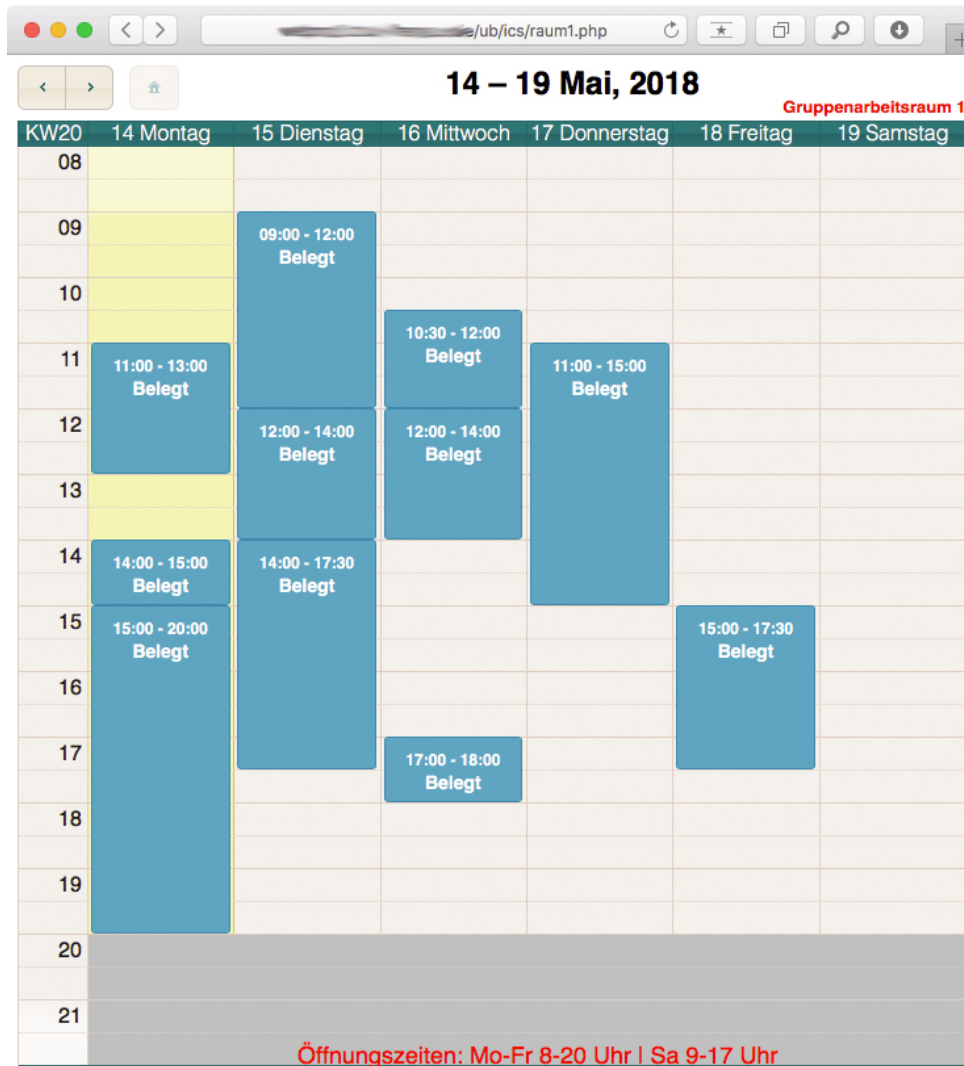 e/ub/ics/raum1.php
14 – 19 Mai, 2018
Gruppenarbeitsraum 1
KW20 14 Montag 15 Dienstag 16 Mittwoch 17 Donnerstag 18 Freitag 19 Samstag
08
09
09:00 - 12:00
Belegt
10
10:30 - 12:00
Belegt
11
11:00 - 13:00
Belegt
11:00 - 15:00
Belegt
12
12:00 - 14:00
Belegt
12:00 - 14:00
Belegt
13
14
14:00 - 15:00
Belegt
14:00 - 17:30
Belegt
15
15:00 - 20:00
Belegt
15:00 - 17:30
Belegt
16
17
17:00 - 18:00
Belegt
18
19
20
21
Öffnungszeiten: Mo-Fr 8-20 Uhr | Sa 9-17 Uhr